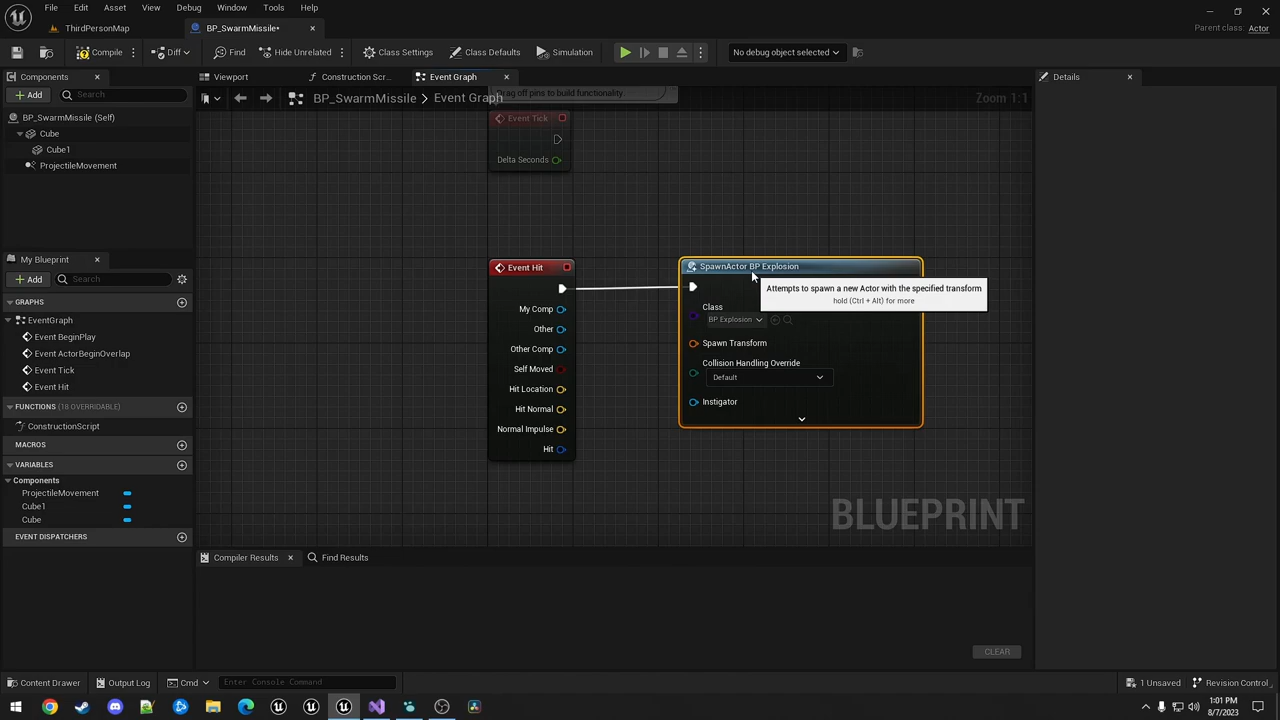 File Edit Asset View Debug Window Tools Help
ThirdPersonMap
BP_SwarmMissile•
Parent class: Actor
Compile
Diff
Find
Hide Unrelated
Class Settings
Class Defaults
Simulation
No debug object selected
Components
Viewport
Construction Scr...
Event Graph
Details
Add
Search
BP_SwarmMissile > Event Graph
Zoom 1:1
Drag off pins to build functionality.
BP_SwarmMissile (Self)
Cube
Cube1
ProjectileMovement
Event Tick
Delta Seconds
My Blueprint
Add
Search
GRAPHS
EventGraph
Event BeginPlay
Event ActorBeginOverlap
Event Tick
Event Hit
FUNCTIONS (18 OVERRIDABLE)
ConstructionScript
MACROS
VARIABLES
Components
ProjectileMovement
Cube1
Cube
EVENT DISPATCHERS
Event Hit
My Comp
Other
Other Comp
Self Moved
Hit Location
Hit Normal
Normal Impulse
Hit
SpawnActor BP Explosion
Attempts to spawn a new Actor with the specified transform
hold (Ctrl + Alt) for more
Class
BP Explosion
Spawn Transform
Collision Handling Override
Default
Instigator
BLUEPRINT
Compiler Results
Find Results
CLEAR
Content Drawer
Output Log
Cmd
Enter Console Command
1 Unsaved
Revision Control
1:01 PM
8/7/2023